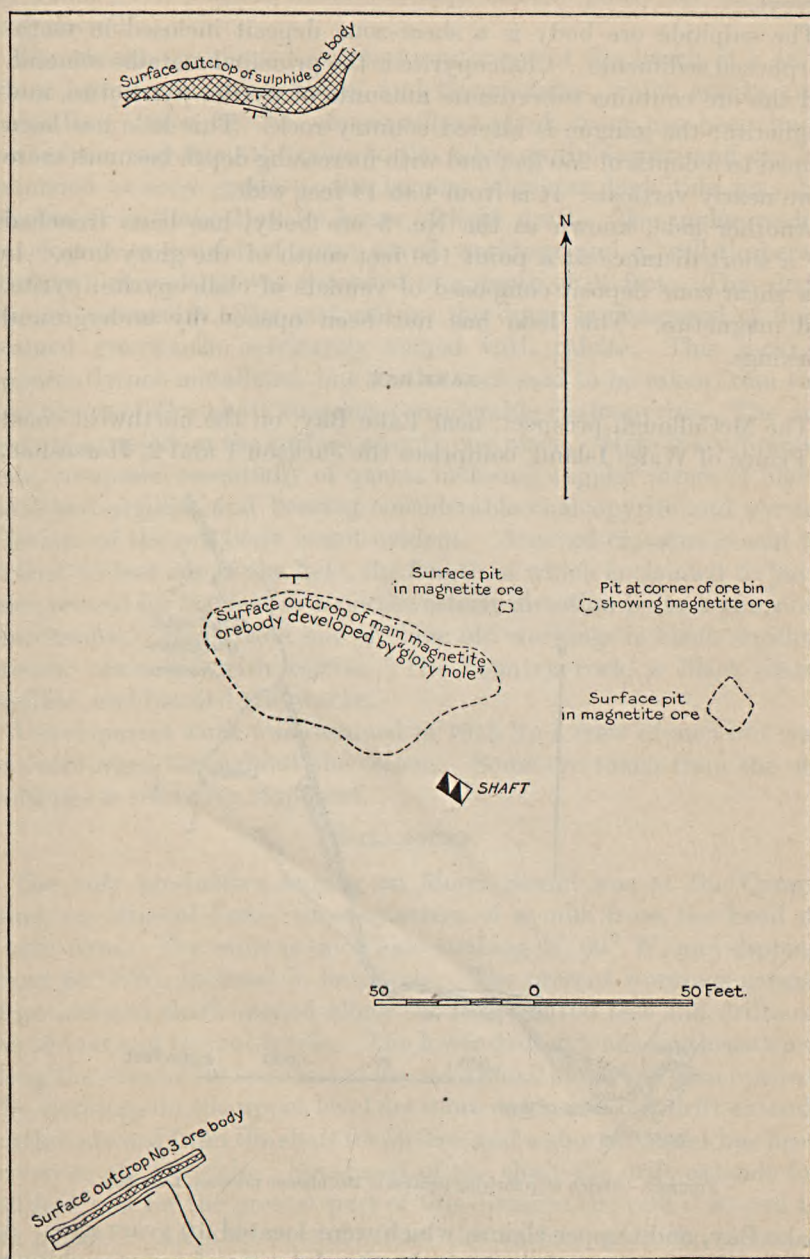 Surface outcrop of sulphide ore body
N
Surface pit
in magnetite ore
Pit at corner of ore bin
showing magnetite ore
Surface outcrop of main magnetite
orebody developed by "glory hole"
Surface pit
in magnetite ore
SHAFT
50 0 50 Feet.
Surface outcrop No 3 ore body